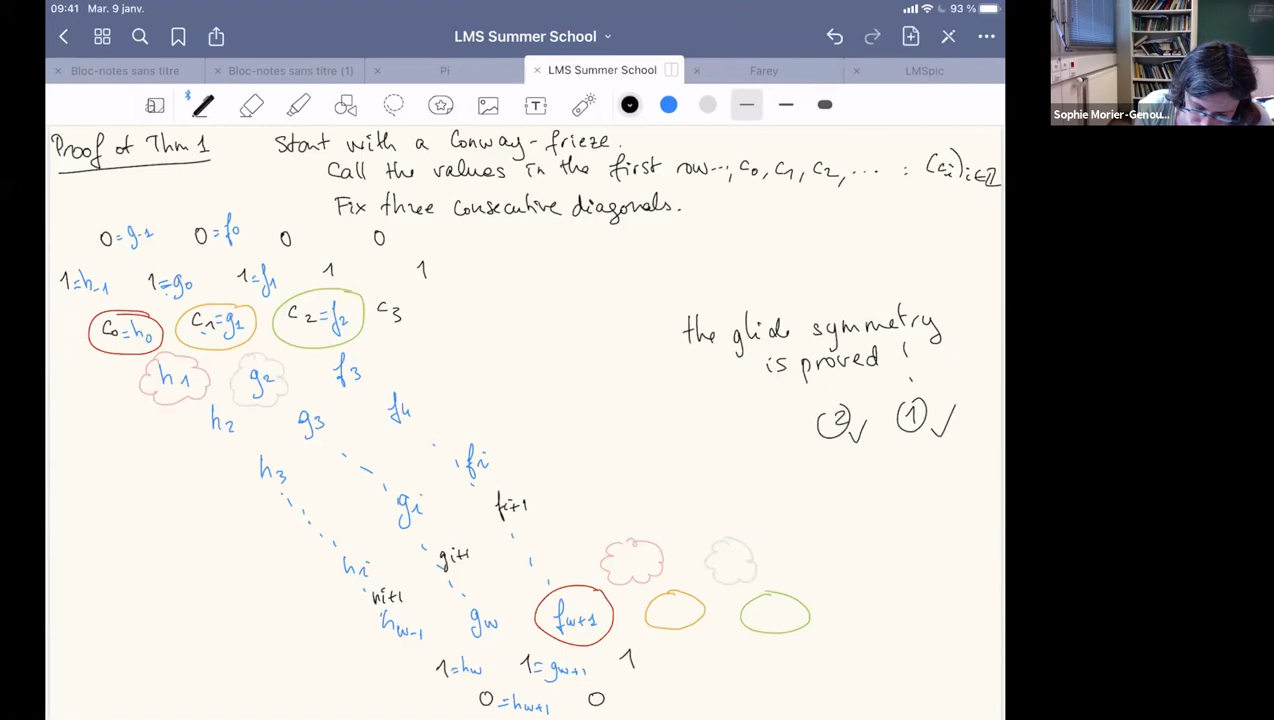 09:41 Mar. 9 janv. 93 %
LMS Summer School
Bloc-notes sans titre
Bloc-notes sans titre (1)
Pi
LMS Summer School
Farey
LMSpic
T
Sophie Morier-Genou...
Proof of Thm 1 Start with a Conway-frieze.
Call the values in the first row ..., c0, c1, c2, ... : (ci)i∈ℤ
Fix three consecutive diagonals.
0=g-1 0=f0 0 0
1=h-1 1=g0 1=f1 1 1
c0=h0 c1=g1 c2=f2 c3
h1 g2 f3
h2 g3 f4
h3 fi
gi fi+1
hi gi+1
hi+1
hw-1 gw fw+1
1=hw 1=gw+1 1
0=hw+1 0
the glide symmetry
is proved !
② ✓ ① ✓